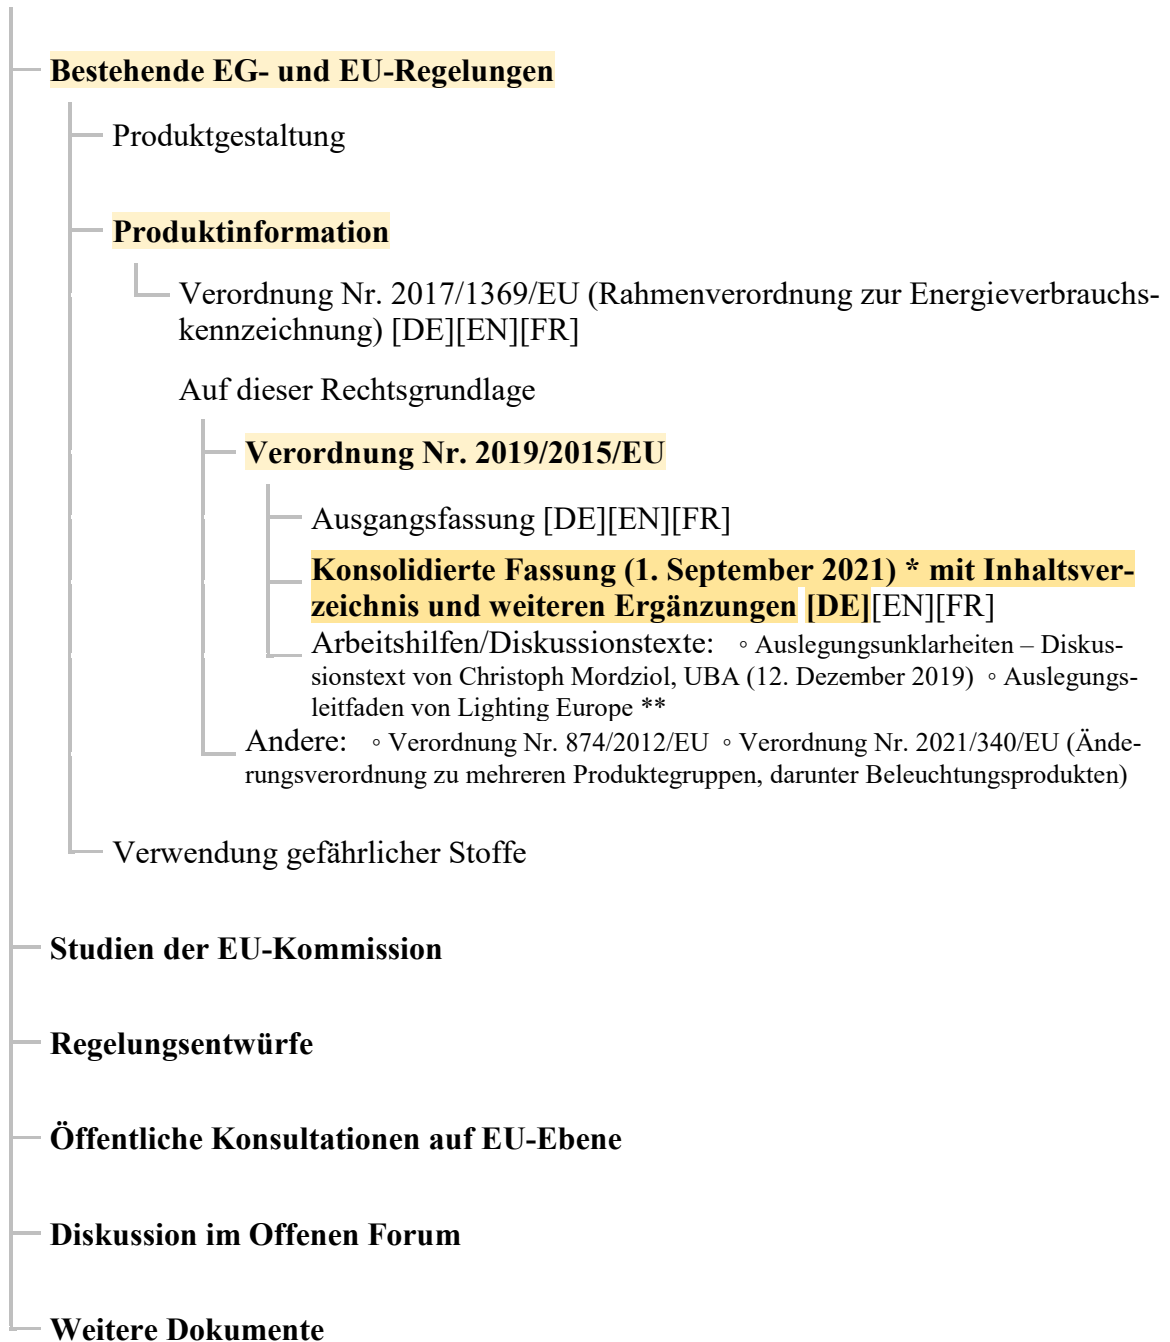 Bestehende EG- und EU-Regelungen
Produktgestaltung
Produktinformation
Verordnung Nr. 2017/1369/EU (Rahmenverordnung zur Energieverbrauchs-
kennzeichnung) [DE][EN][FR]
Auf dieser Rechtsgrundlage
Verordnung Nr. 2019/2015/EU
Ausgangsfassung [DE][EN][FR]
Konsolidierte Fassung (1. September 2021) * mit Inhaltsver-
zeichnis und weiteren Ergänzungen [DE][EN][FR]
Arbeitshilfen/Diskussionstexte: ◦ Auslegungsunklarheiten – Diskus-
sionstext von Christoph Mordziol, UBA (12. Dezember 2019) ◦ Auslegungs-
leitfaden von Lighting Europe **
Andere: ◦ Verordnung Nr. 874/2012/EU ◦ Verordnung Nr. 2021/340/EU (Ände-
rungsverordnung zu mehreren Produktegruppen, darunter Beleuchtungsprodukten)
Verwendung gefährlicher Stoffe
Studien der EU-Kommission
Regelungsentwürfe
Öffentliche Konsultationen auf EU-Ebene
Diskussion im Offenen Forum
Weitere Dokumente